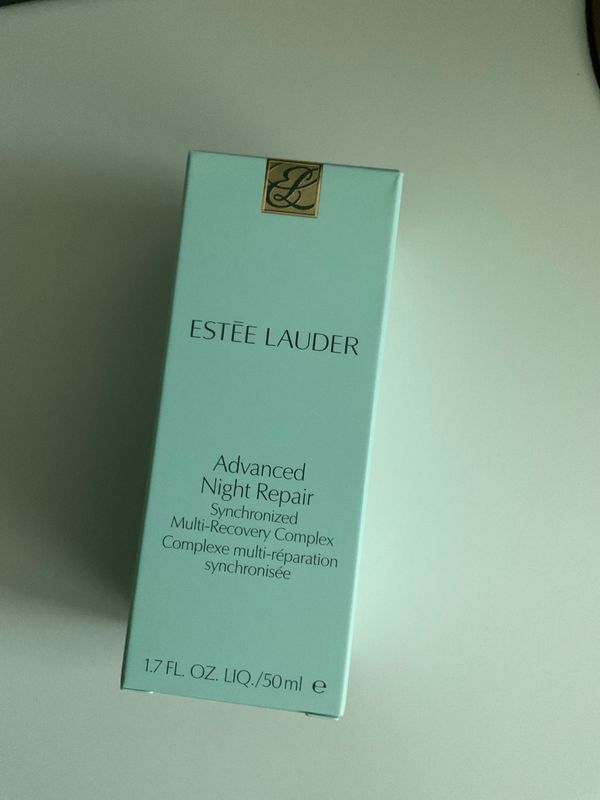 EL
ESTĒE LAUDER
Advanced
Night Repair
Synchronized
Multi-Recovery Complex
Complexe multi-réparation
synchronisée
1.7 FL. OZ. LIQ./50 ml ℮